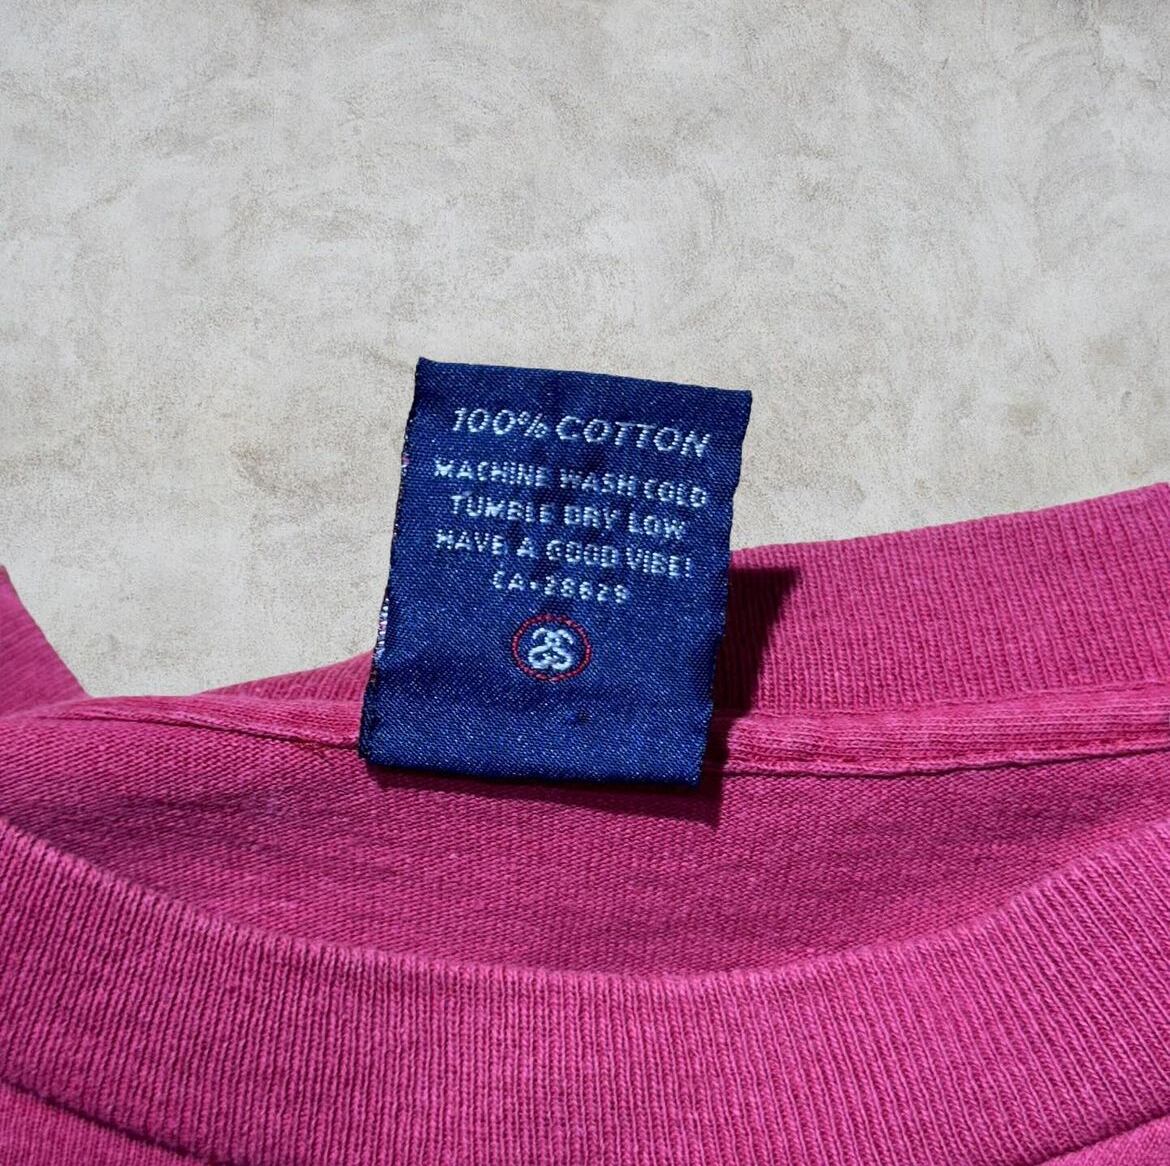 100% COTTON
MACHINE WASH COLD
TUMBLE DRY LOW
HAVE A GOOD VIBE!
CA•28629